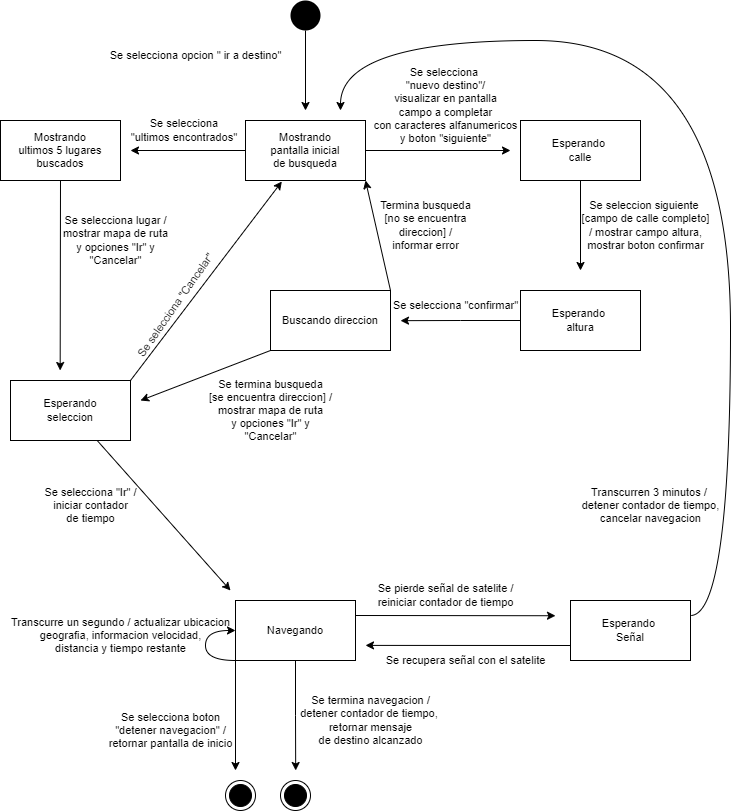 Se selecciona opcion " ir a destino"
Se selecciona
"nuevo destino"/
visualizar en pantalla
campo a completar
con caracteres alfanumericos
y boton "siguiente"
Se selecciona
"ultimos encontrados"
Mostrando
ultimos 5 lugares
buscados
Mostrando
pantalla inicial
de busqueda
Esperando
calle
Se selecciona lugar /
mostrar mapa de ruta
y opciones "Ir" y
"Cancelar"
Termina busqueda
[no se encuentra
direccion] /
informar error
Se seleccion siguiente
[campo de calle completo]
/ mostrar campo altura,
mostrar boton confirmar
Se selecciona "Cancelar"
Buscando direccion
Se selecciona "confirmar"
Esperando
altura
Esperando
seleccion
Se termina busqueda
[se encuentra direccion] /
mostrar mapa de ruta
y opciones "Ir" y
"Cancelar"
Se selecciona "Ir" /
iniciar contador
de tiempo
Transcurren 3 minutos /
detener contador de tiempo,
cancelar navegacion
Transcurre un segundo / actualizar ubicacion
geografia, informacion velocidad,
distancia y tiempo restante
Navegando
Se pierde señal de satelite /
reiniciar contador de tiempo
Esperando
Señal
Se recupera señal con el satelite
Se selecciona boton
"detener navegacion" /
retornar pantalla de inicio
Se termina navegacion /
detener contador de tiempo,
retornar mensaje
de destino alcanzado